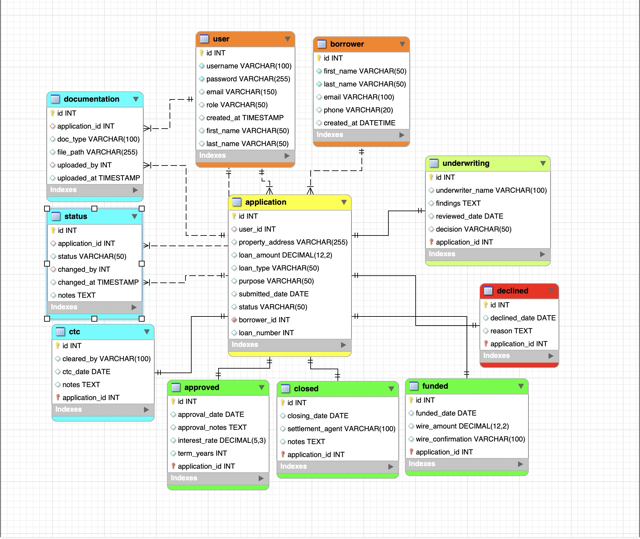 user
id INT
username VARCHAR(100)
password VARCHAR(255)
email VARCHAR(150)
role VARCHAR(50)
created_at TIMESTAMP
first_name VARCHAR(50)
last_name VARCHAR(50)
Indexes
borrower
id INT
first_name VARCHAR(50)
last_name VARCHAR(50)
email VARCHAR(100)
phone VARCHAR(20)
created_at DATETIME
Indexes
documentation
id INT
application_id INT
doc_type VARCHAR(100)
file_path VARCHAR(255)
uploaded_by INT
uploaded_at TIMESTAMP
Indexes
underwriting
id INT
underwriter_name VARCHAR(100)
findings TEXT
reviewed_date DATE
decision VARCHAR(50)
application_id INT
Indexes
application
id INT
user_id INT
property_address VARCHAR(255)
loan_amount DECIMAL(12,2)
loan_type VARCHAR(50)
purpose VARCHAR(50)
submitted_date DATE
status VARCHAR(50)
borrower_id INT
loan_number INT
Indexes
status
id INT
application_id INT
status VARCHAR(50)
changed_by INT
changed_at TIMESTAMP
notes TEXT
Indexes
declined
id INT
declined_date DATE
reason TEXT
application_id INT
Indexes
ctc
id INT
cleared_by VARCHAR(100)
ctc_date DATE
notes TEXT
application_id INT
Indexes
approved
id INT
approval_date DATE
approval_notes TEXT
interest_rate DECIMAL(5,3)
term_years INT
application_id INT
Indexes
closed
id INT
closing_date DATE
settlement_agent VARCHAR(100)
notes TEXT
application_id INT
Indexes
funded
id INT
funded_date DATE
wire_amount DECIMAL(12,2)
wire_confirmation VARCHAR(100)
application_id INT
Indexes